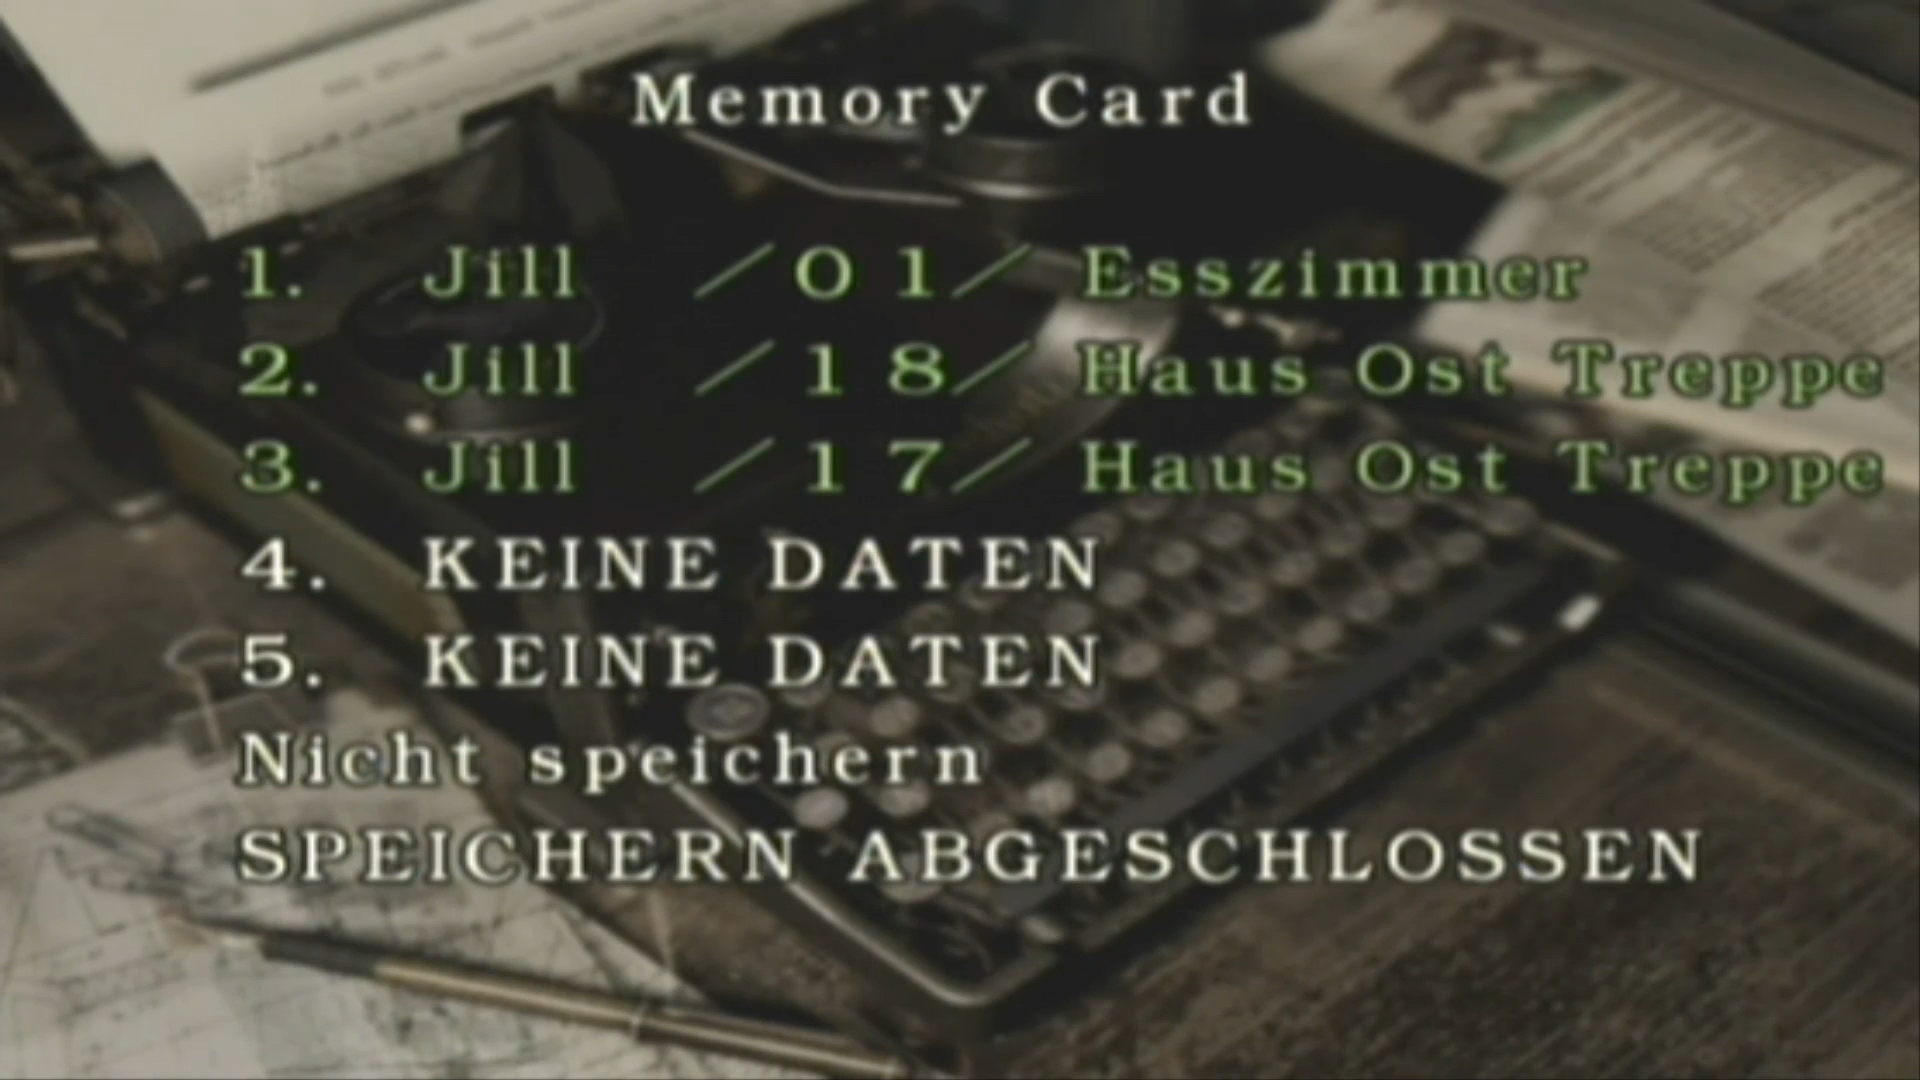 Memory Card
1. Jill /01/ Esszimmer
2. Jill /18/ Haus Ost Treppe
3. Jill /17/ Haus Ost Treppe
4. KEINE DATEN
5. KEINE DATEN
Nicht speichern
SPEICHERN ABGESCHLOSSEN